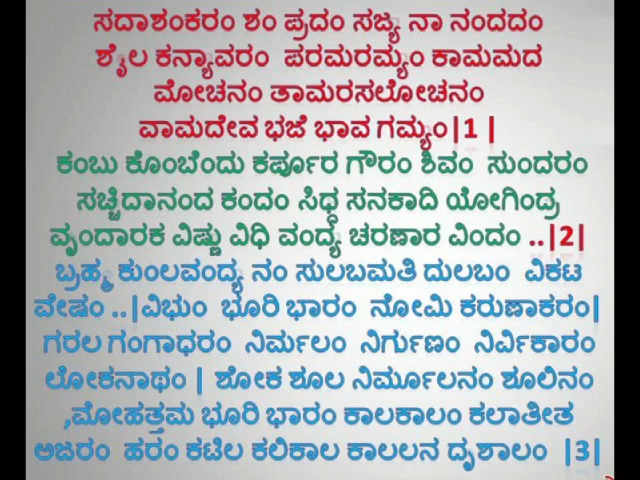 ಸದಾಶಂಕರಂ ಶಂ ಪ್ರದಂ ಸಜ್ಯ ನಾ ನಂದದಂ
ಶೈಲ ಕನ್ಯಾವರಂ ಪರಮರಮ್ಯಂ ಕಾಮಮದ
ಮೋಚನಂ ತಾಮರಸಲೋಚನಂ
ವಾಮದೇವ ಭಜೆ ಭಾವ ಗಮ್ಯಂ|1 |
ಕಂಬು ಕೊಂಬೆಂದು ಕರ್ಪೂರ ಗೌರಂ ಶಿವಂ ಸುಂದರಂ
ಸಚ್ಚಿದಾನಂದ ಕಂದಂ ಸಿಧ್ಧ ಸನಕಾದಿ ಯೋಗಿಂದ್ರ
ವೃಂದಾರಕ ವಿಷ್ಣು ವಿಧಿ ವಂದ್ಯ ಚರಣಾರ ವಿಂದಂ ..|2|
ಬ್ರಹ್ಮ ಕುಂಲವಂದ್ಯ ನಂ ಸುಲಬಮತಿ ದುಲಬಂ ವಿಕಟ
ವೇಷಂ ..|ವಿಭುಂ ಭೂರಿ ಭಾರಂ ನೋಮಿ ಕರುಣಾಕರಂ|
ಗರಲ ಗಂಗಾಧರಂ ನಿರ್ಮಲಂ ನಿರ್ಗುಣಂ ನಿರ್ವಿಕಾರಂ
ಲೋಕನಾಥಂ | ಶೋಕ ಶೂಲ ನಿರ್ಮೂಲನಂ ಶೂಲಿನಂ
,ಮೋಹತ್ತಮ ಭೂರಿ ಭಾರಂ ಕಾಲಕಾಲಂ ಕಲಾತೀತ
ಅಜರಂ ಹರಂ ಕಟಿಲ ಕಲಿಕಾಲ ಕಾಲಲನ ದೃಶಾಲಂ |3|